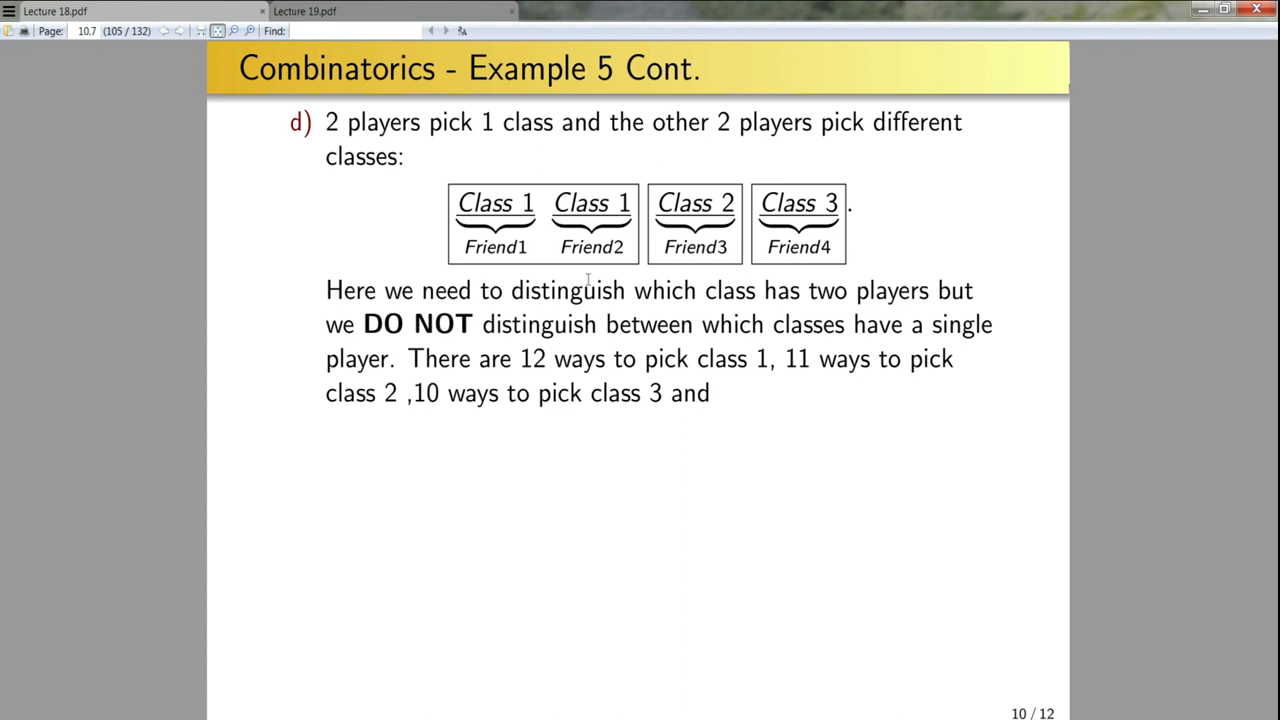 Lecture 18.pdf
Lecture 19.pdf
Page: 10.7 (105 / 132) Find:
Combinatorics - Example 5 Cont.
d) 2 players pick 1 class and the other 2 players pick different
classes:
Class 1 Class 1 Class 2 Class 3 .
Friend1 Friend2 Friend3 Friend4
Here we need to distinguish which class has two players but
we DO NOT distinguish between which classes have a single
player. There are 12 ways to pick class 1, 11 ways to pick
class 2 ,10 ways to pick class 3 and
10 / 12